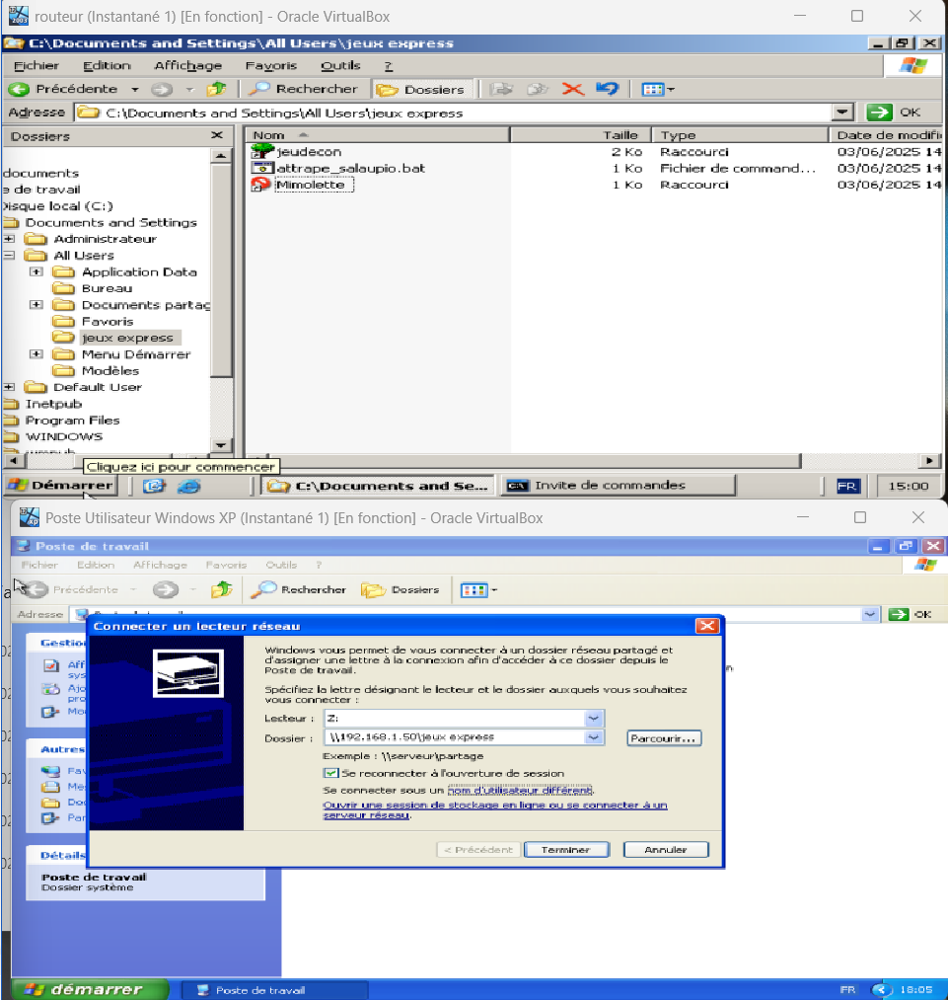 routeur (Instantané 1) [En fonction] - Oracle VirtualBox
C:\Documents and Settings\All Users\jeux express
Fichier Edition Affichage Favoris Outils ?
Précédente Rechercher Dossiers
Adresse C:\Documents and Settings\All Users\jeux express OK
Dossiers
Nom Taille Type Date de modifi
jeudecon 2 Ko Raccourci 03/06/2025 14
attrape_salaupio.bat 1 Ko Fichier de command... 03/06/2025 14
Mimolette 1 Ko Raccourci 03/06/2025 14
documents
e de travail
Disque local (C:)
Documents and Settings
Administrateur
All Users
Application Data
Bureau
Documents partag
Favoris
jeux express
Menu Démarrer
Modèles
Default User
Inetpub
Program Files
WINDOWS
Cliquez ici pour commencer
Démarrer C:\Documents and Se... Invite de commandes FR 15:00
Poste Utilisateur Windows XP (Instantané 1) [En fonction] - Oracle VirtualBox
Poste de travail
Fichier Edition Affichage Favoris Outils ?
Précédente Rechercher Dossiers
Adresse OK
Connecter un lecteur réseau
Gestion
Aff
sys
Ajo
pro
Mo
Autres
Fav
Me
Do
Par
Détails
Poste de travail
Dossier système
Windows vous permet de vous connecter à un dossier réseau partagé et
d'assigner une lettre à la connexion afin d'accéder à ce dossier depuis le
Poste de travail.
Spécifiez la lettre désignant le lecteur et le dossier auxquels vous souhaitez
vous connecter :
Lecteur : Z:
Dossier : \\192.168.1.50\jeux express Parcourir...
Exemple : \\serveur\partage
Se reconnecter à l'ouverture de session
Se connecter sous un nom d'utilisateur différent.
Ouvrir une session de stockage en ligne ou se connecter à un
serveur réseau.
< Précédent Terminer Annuler
démarrer Poste de travail FR 18:05